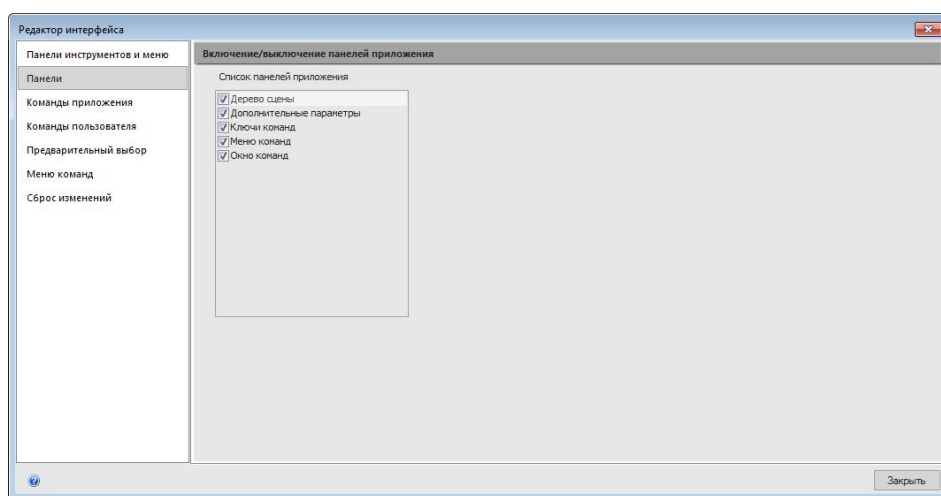 Редактор интерфейса
Панели инструментов и меню
Панели
Команды приложения
Команды пользователя
Предварительный выбор
Меню команд
Сброс изменений
Включение/выключение панелей приложения
Список панелей приложения
Дерево сцены
Дополнительные параметры
Ключи команд
Меню команд
Окно команд
Закрыть